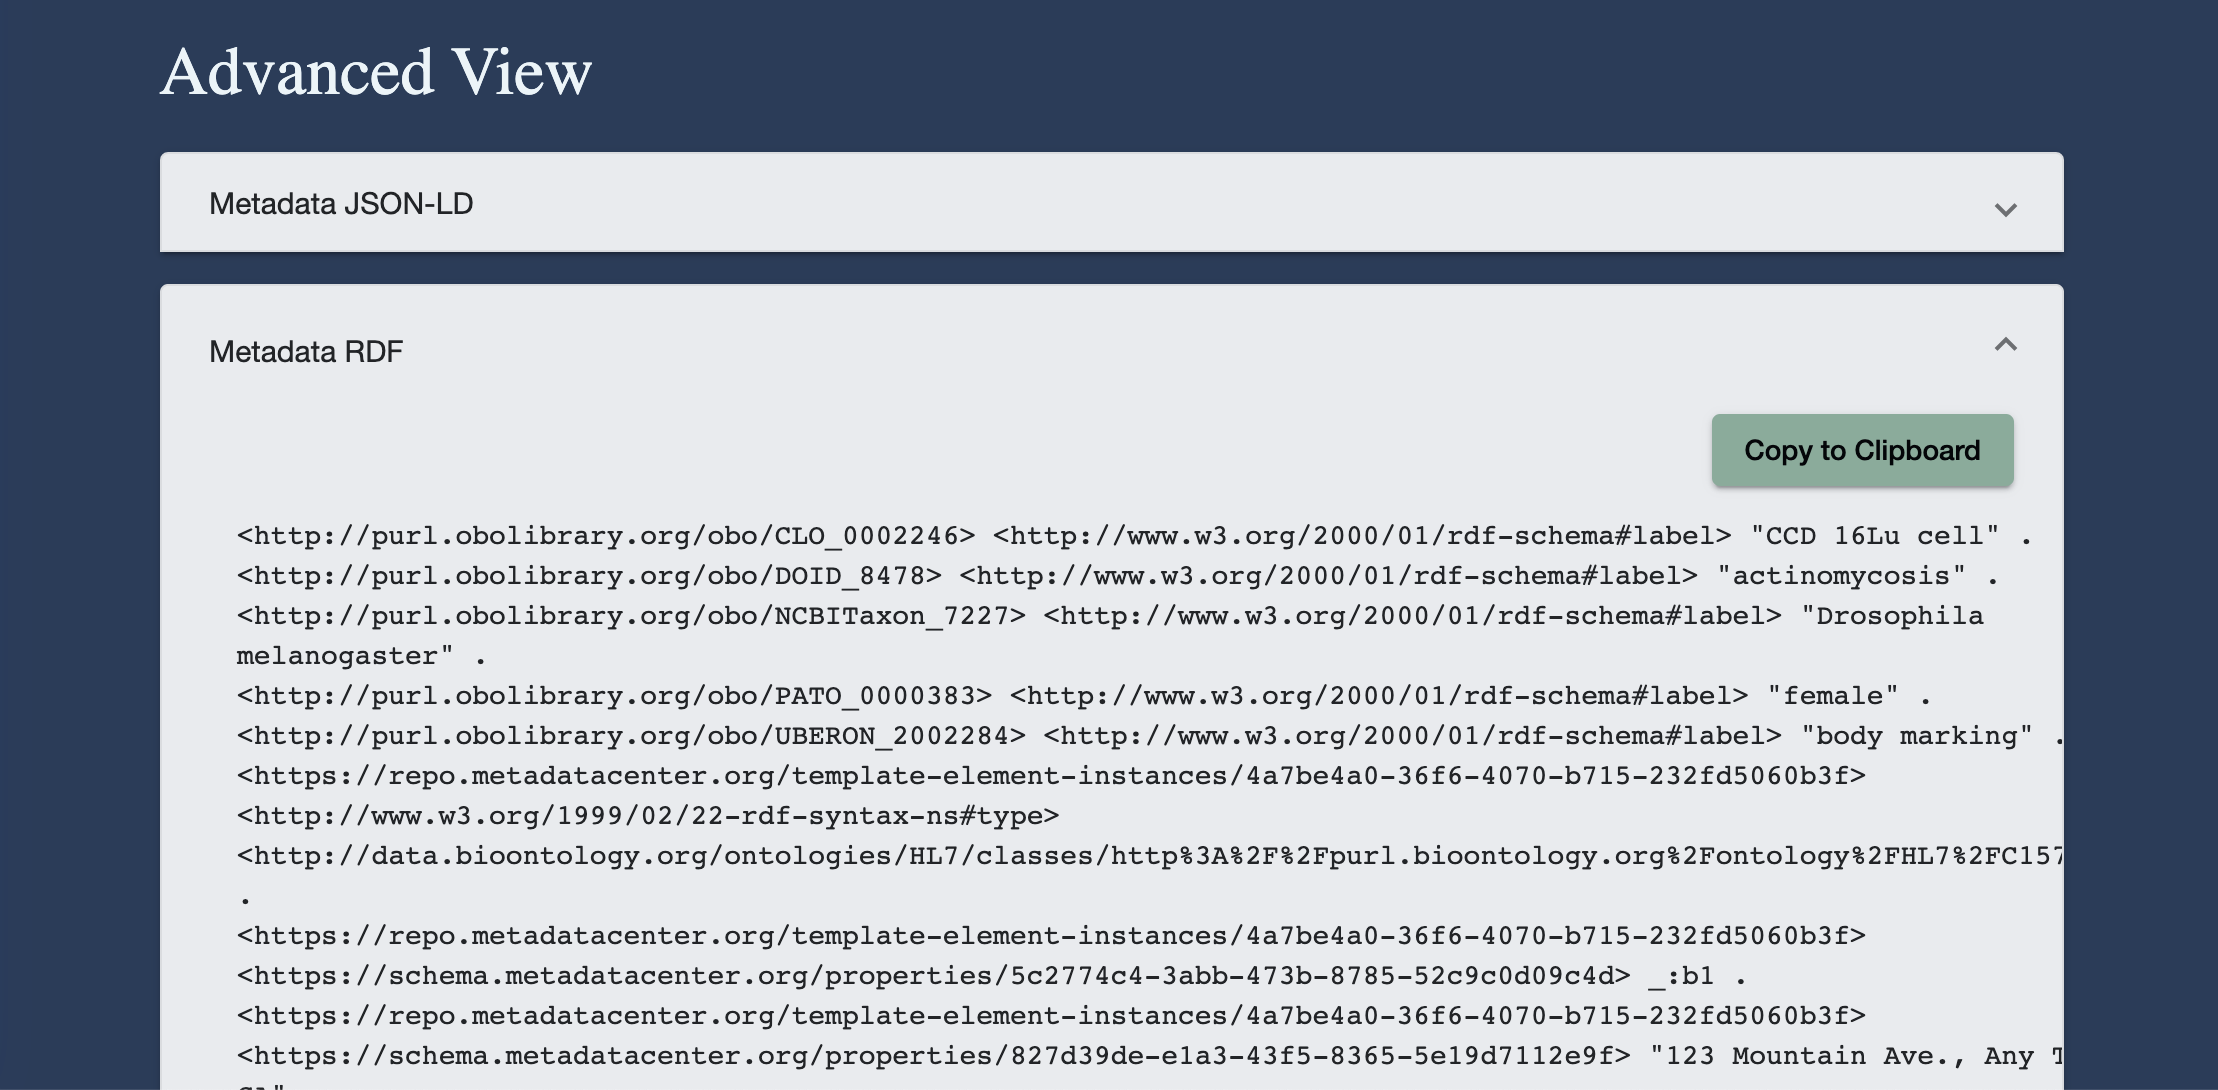 Advanced View
Metadata JSON-LD
Metadata RDF
Copy to Clipboard
<http://purl.obolibrary.org/obo/CLO_0002246> <http://www.w3.org/2000/01/rdf-schema#label> "CCD 16Lu cell" .
<http://purl.obolibrary.org/obo/DOID_8478> <http://www.w3.org/2000/01/rdf-schema#label> "actinomycosis" .
<http://purl.obolibrary.org/obo/NCBITaxon_7227> <http://www.w3.org/2000/01/rdf-schema#label> "Drosophila
melanogaster" .
<http://purl.obolibrary.org/obo/PATO_0000383> <http://www.w3.org/2000/01/rdf-schema#label> "female" .
<http://purl.obolibrary.org/obo/UBERON_2002284> <http://www.w3.org/2000/01/rdf-schema#label> "body marking" .
<https://repo.metadatacenter.org/template-element-instances/4a7be4a0-36f6-4070-b715-232fd5060b3f>
<http://www.w3.org/1999/02/22-rdf-syntax-ns#type>
<http://data.bioontology.org/ontologies/HL7/classes/http%3A%2F%2Fpurl.bioontology.org%2Fontology%2FHL7%2FC157
.
<https://repo.metadatacenter.org/template-element-instances/4a7be4a0-36f6-4070-b715-232fd5060b3f>
<https://schema.metadatacenter.org/properties/5c2774c4-3abb-473b-8785-52c9c0d09c4d> _:b1 .
<https://repo.metadatacenter.org/template-element-instances/4a7be4a0-36f6-4070-b715-232fd5060b3f>
<https://schema.metadatacenter.org/properties/827d39de-e1a3-43f5-8365-5e19d7112e9f> "123 Mountain Ave., Any